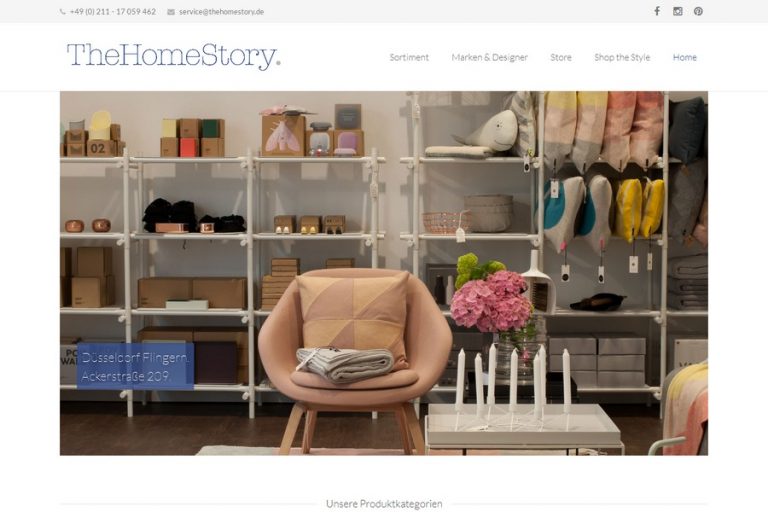 +49 (0) 211 - 17 059 462 service@thehomestory.de
TheHomeStory®
Sortiment Marken & Designer Store Shop the Style Home
02
Düsseldorf Flingern.
Ackerstraße 209.
Unsere Produktkategorien